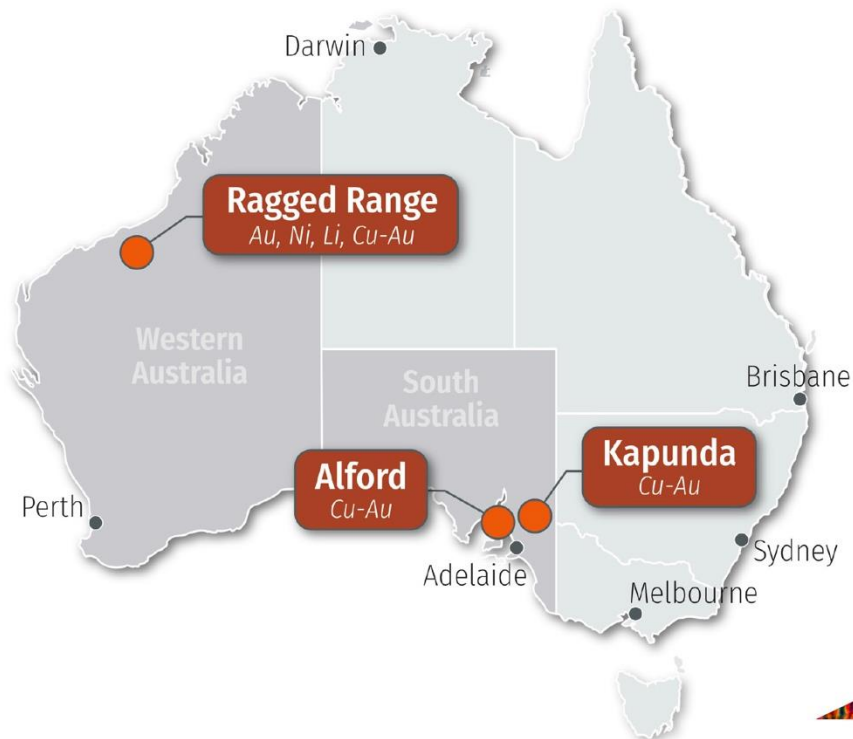 Darwin
Ragged Range
Au, Ni, Li, Cu-Au
Western
Australia
South
Australia
Brisbane
Kapunda
Cu-Au
Alford
Cu-Au
Perth
Sydney
Adelaide
Melbourne